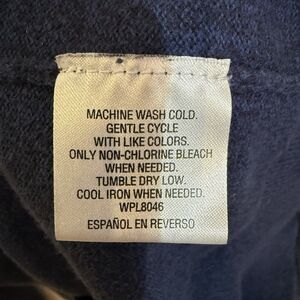 MACHINE WASH COLD.
GENTLE CYCLE
WITH LIKE COLORS.
ONLY NON-CHLORINE BLEACH
WHEN NEEDED.
TUMBLE DRY LOW.
COOL IRON WHEN NEEDED.
WPL8046
ESPAÑOL EN REVERSO